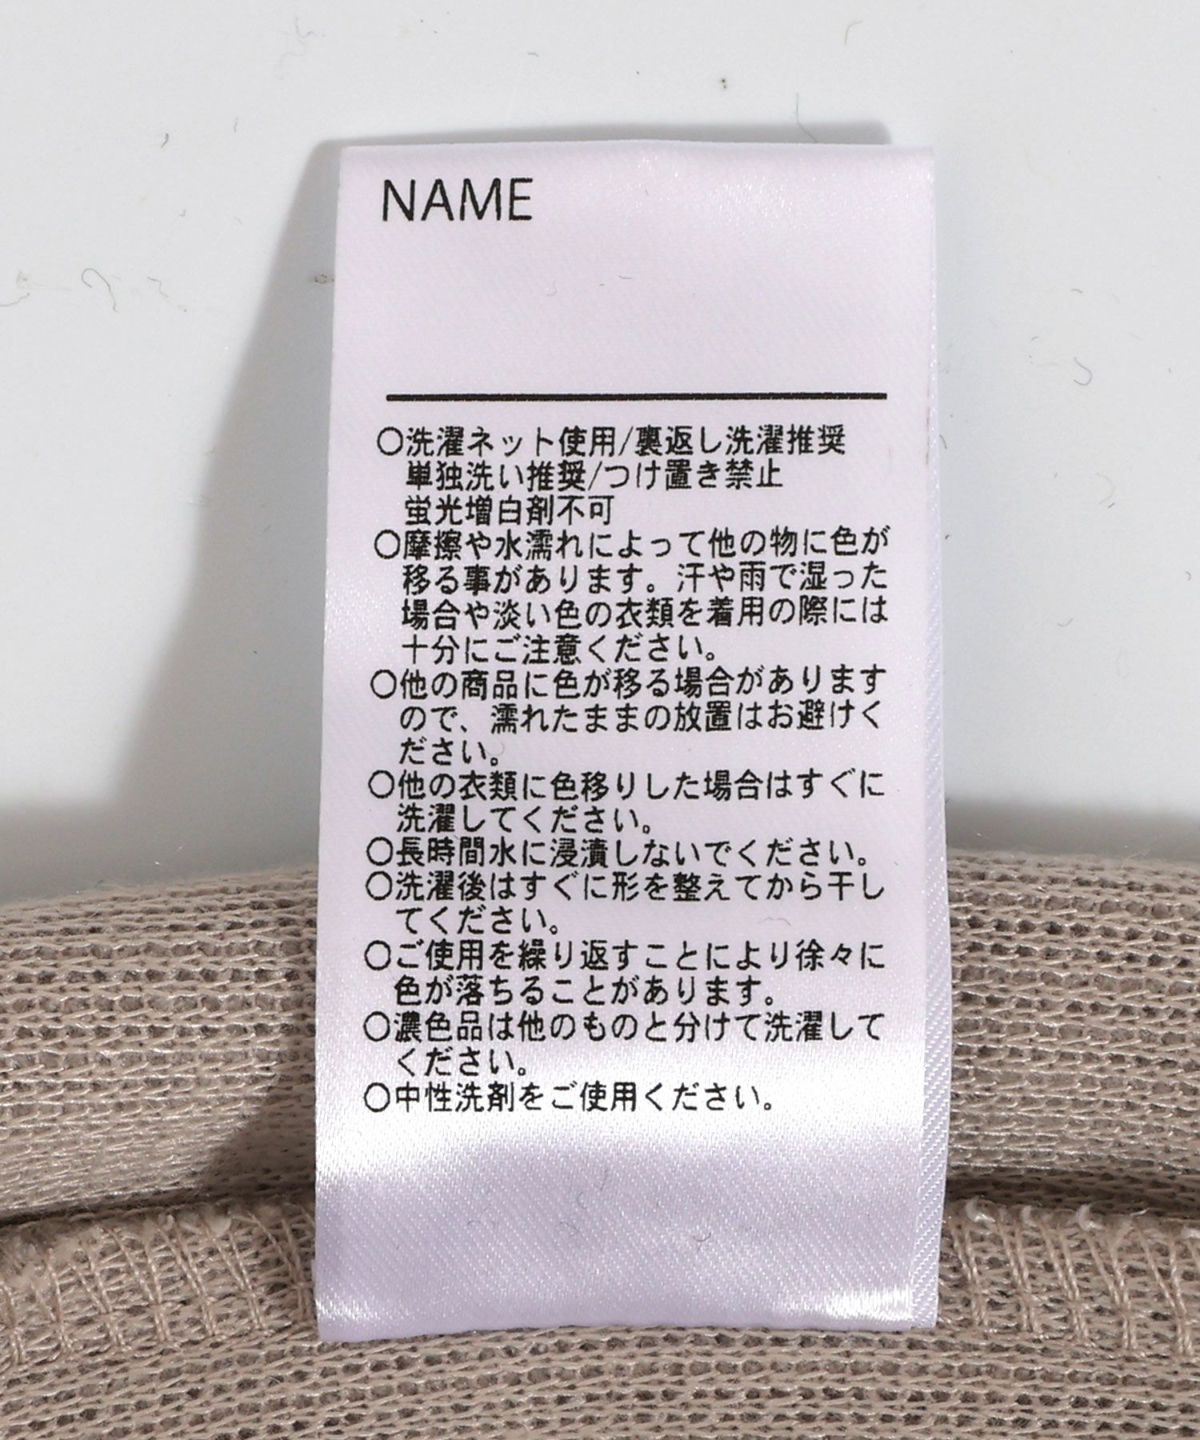 NAME
○洗濯ネット使用/裏返し洗濯推奨
単独洗い推奨/つけ置き禁止
蛍光増白剤不可
○摩擦や水濡れによって他の物に色が
移る事があります。汗や雨で湿った
場合や淡い色の衣類を着用の際には
十分にご注意ください。
○他の商品に色が移る場合があります
ので、濡れたままの放置はお避けく
ださい。
○他の衣類に色移りした場合はすぐに
洗濯してください。
○長時間水に浸漬しないでください。
○洗濯後はすぐに形を整えてから干し
てください。
○ご使用を繰り返すことにより徐々に
色が落ちることがあります。
○濃色品は他のものと分けて洗濯して
ください。
○中性洗剤をご使用ください。